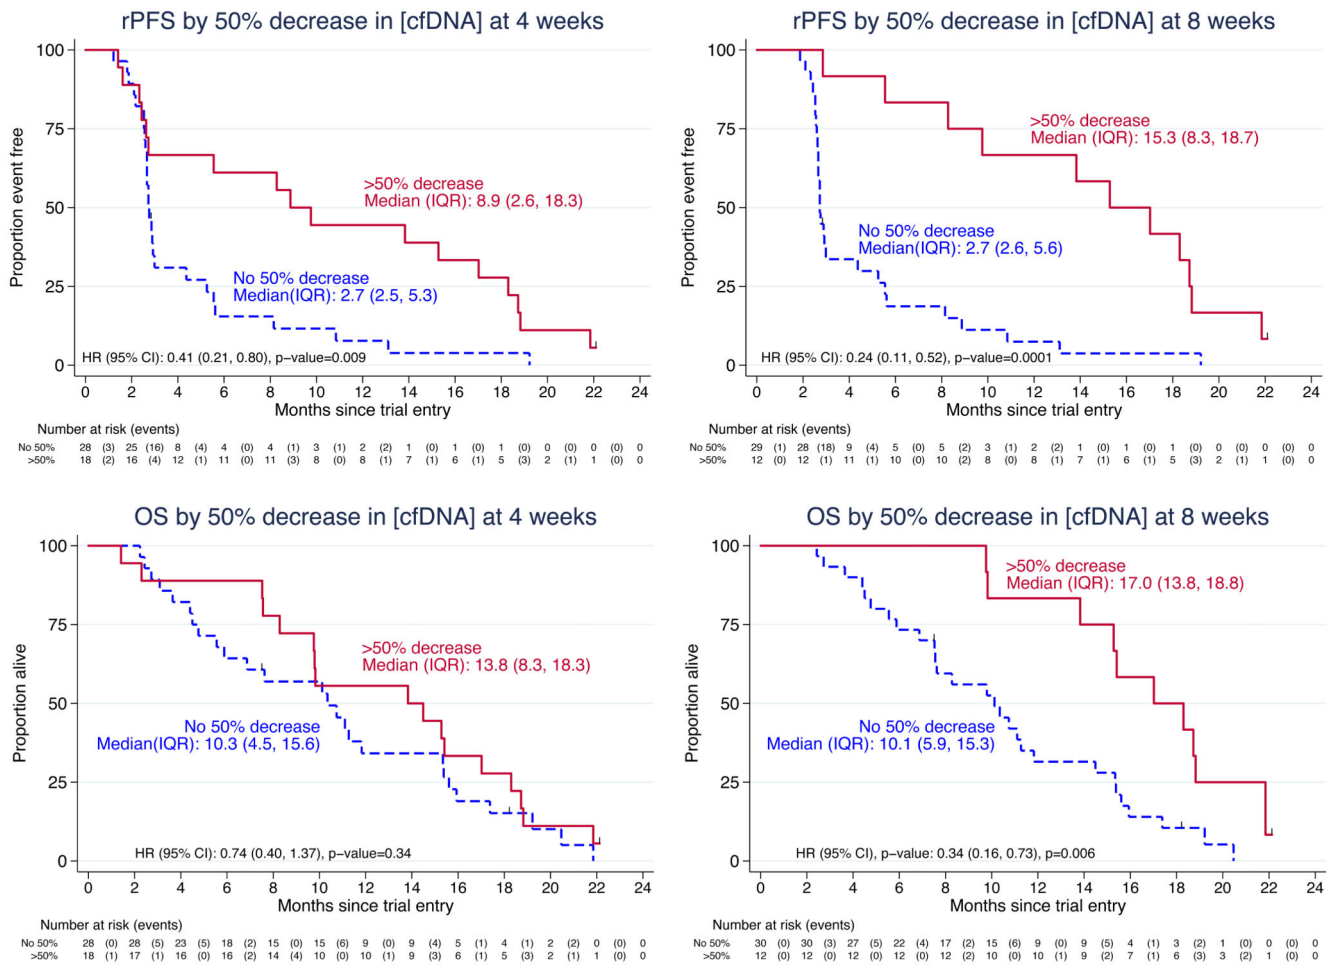 rPFS by 50% decrease in [cfDNA] at 4 weeks
100
75
50
25
0
Proportion event free
>50% decrease
Median (IQR): 8.9 (2.6, 18.3)
No 50% decrease
Median(IQR): 2.7 (2.5, 5.3)
HR (95% CI): 0.41 (0.21, 0.80), p−value=0.009
0 2 4 6 8 10 12 14 16 18 20 22 24
Months since trial entry
Number at risk (events)
No 50% 28 (3) 25 (16) 8 (4) 4 (0) 4 (1) 3 (1) 2 (2) 1 (0) 1 (0) 1 (1) 0 (0) 0 (0) 0
>50% 18 (2) 16 (4) 12 (1) 11 (0) 11 (3) 8 (0) 8 (1) 7 (1) 6 (1) 5 (3) 2 (1) 1 (0) 0
rPFS by 50% decrease in [cfDNA] at 8 weeks
100
75
50
25
0
Proportion event free
>50% decrease
Median (IQR): 15.3 (8.3, 18.7)
No 50% decrease
Median(IQR): 2.7 (2.6, 5.6)
HR (95% CI): 0.24 (0.11, 0.52), p−value=0.0001
0 2 4 6 8 10 12 14 16 18 20 22 24
Months since trial entry
Number at risk (events)
No 50% 29 (1) 28 (18) 9 (4) 5 (0) 5 (2) 3 (1) 2 (2) 1 (0) 1 (0) 1 (1) 0 (0) 0 (0) 0
>50% 12 (0) 12 (1) 11 (1) 10 (0) 10 (2) 8 (0) 8 (1) 7 (1) 6 (1) 5 (3) 2 (1) 1 (0) 0
OS by 50% decrease in [cfDNA] at 4 weeks
100
75
50
25
0
Proportion alive
>50% decrease
Median (IQR): 13.8 (8.3, 18.3)
No 50% decrease
Median(IQR): 10.3 (4.5, 15.6)
HR (95% CI): 0.74 (0.40, 1.37), p−value=0.34
0 2 4 6 8 10 12 14 16 18 20 22 24
Months since trial entry
Number at risk (events)
No 50% 28 (0) 28 (5) 23 (5) 18 (2) 15 (0) 15 (6) 9 (0) 9 (4) 5 (1) 4 (1) 2 (2) 0 (0) 0
>50% 18 (1) 17 (1) 16 (0) 16 (2) 14 (4) 10 (0) 10 (1) 9 (3) 6 (1) 5 (3) 2 (1) 1 (0) 0
OS by 50% decrease in [cfDNA] at 8 weeks
100
75
50
25
0
Proportion alive
>50% decrease
Median (IQR): 17.0 (13.8, 18.8)
No 50% decrease
Median (IQR): 10.1 (5.9, 15.3)
HR (95% CI), p−value: 0.34 (0.16, 0.73), p=0.006
0 2 4 6 8 10 12 14 16 18 20 22 24
Months since trial entry
Number at risk (events)
No 50% 30 (0) 30 (3) 27 (5) 22 (4) 17 (2) 15 (6) 9 (0) 9 (5) 4 (1) 3 (2) 1 (1) 0 (0) 0
>50% 12 (0) 12 (0) 12 (0) 12 (0) 12 (2) 10 (0) 10 (1) 9 (3) 6 (1) 6 (3) 3 (2) 1 (0) 0